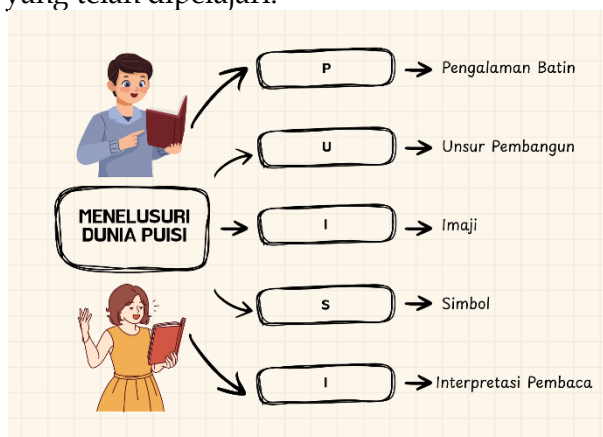 yang telah dipelajari.
P
Pengalaman Batin
U
Unsur Pembangun
MENELUSURI
DUNIA PUISI
I
Imaji
S
Simbol
I
Interpretasi Pembaca